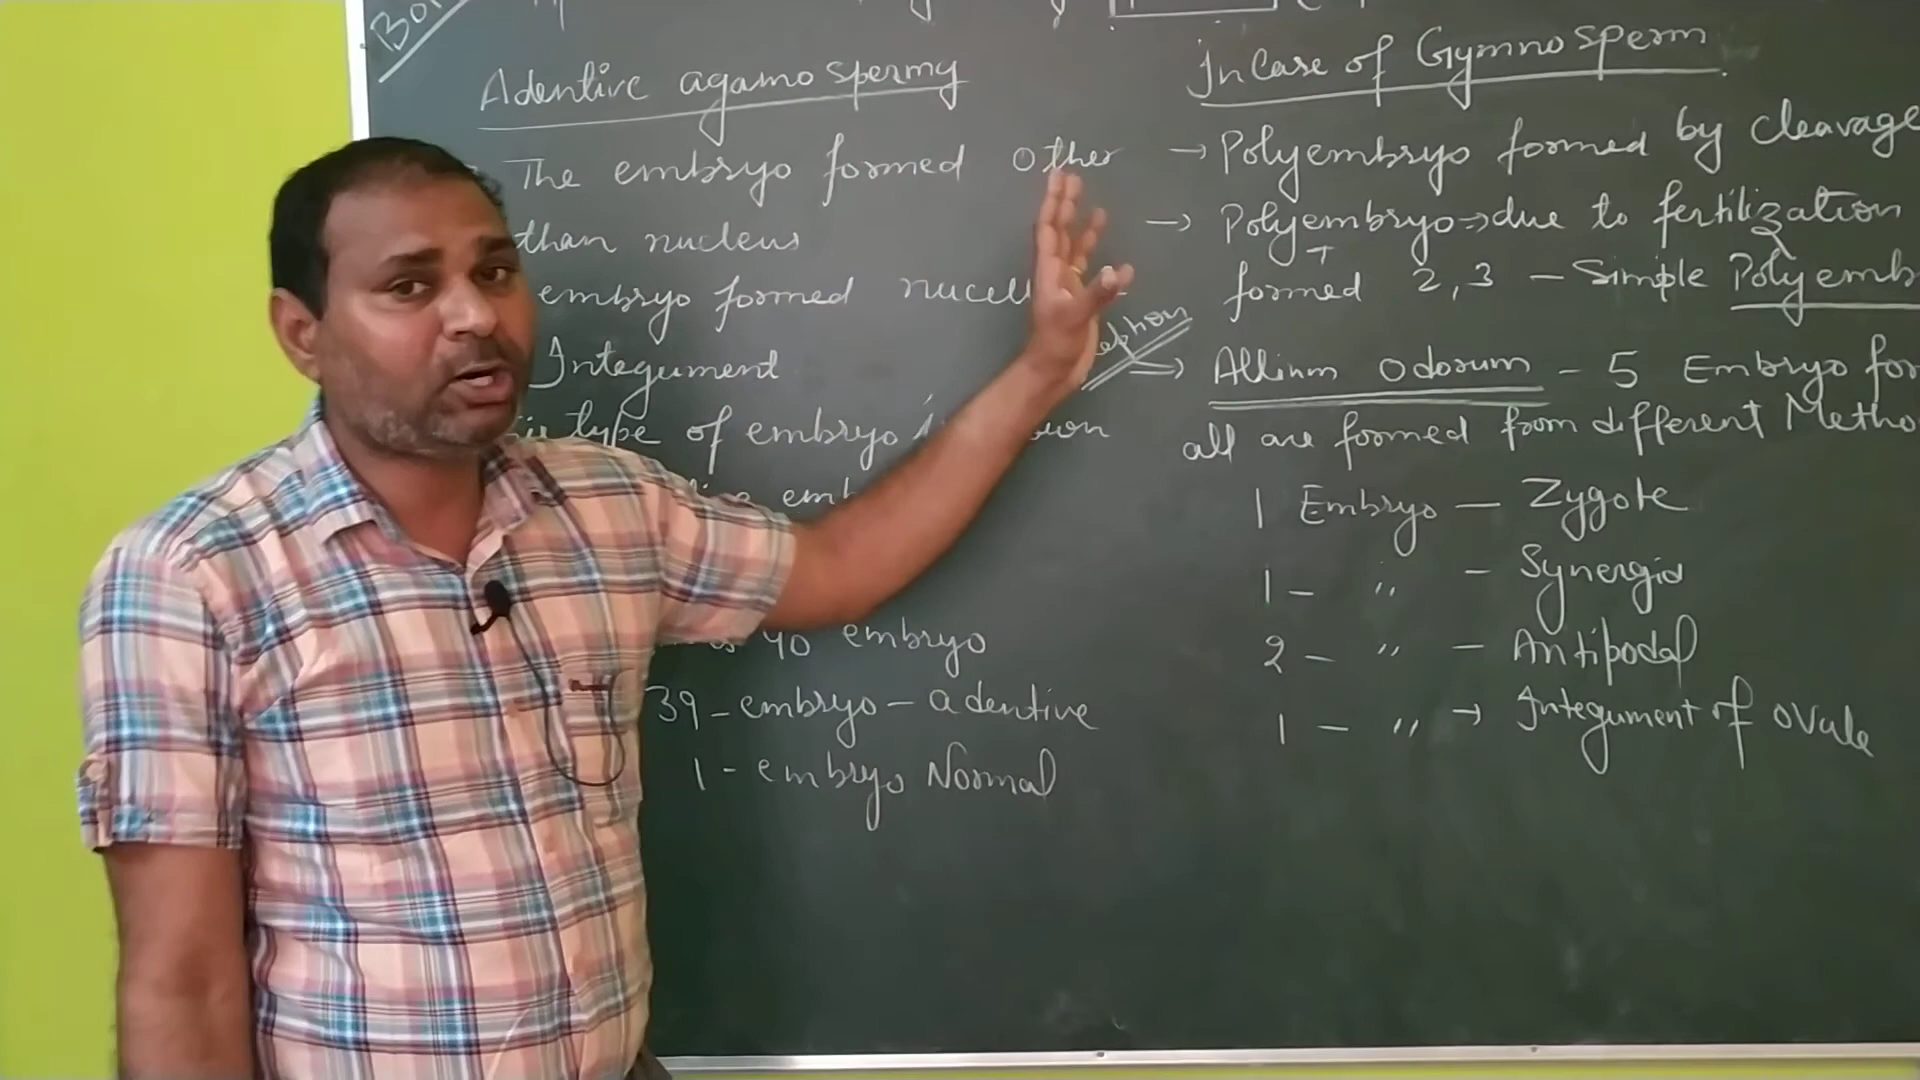 Adentive agamospermy
The embryo formed other
than nucleus
embryo formed
Integument
type of embryo
40 embryo
39 - embryo - adentive
1 - embryo Normal
In Case of Gymnosperm
→ Polyembryo formed by cleavage
→ Polyembryo ⇒ due to fertilization
formed 2, 3 - Simple Polyemb
⇒ Allium Odorum - 5 Embryo for
all are formed from different Metho
1 Embryo - Zygote
1 - " - Synergid
2 - " - Antipodal
1 - " → Integument of Ovule